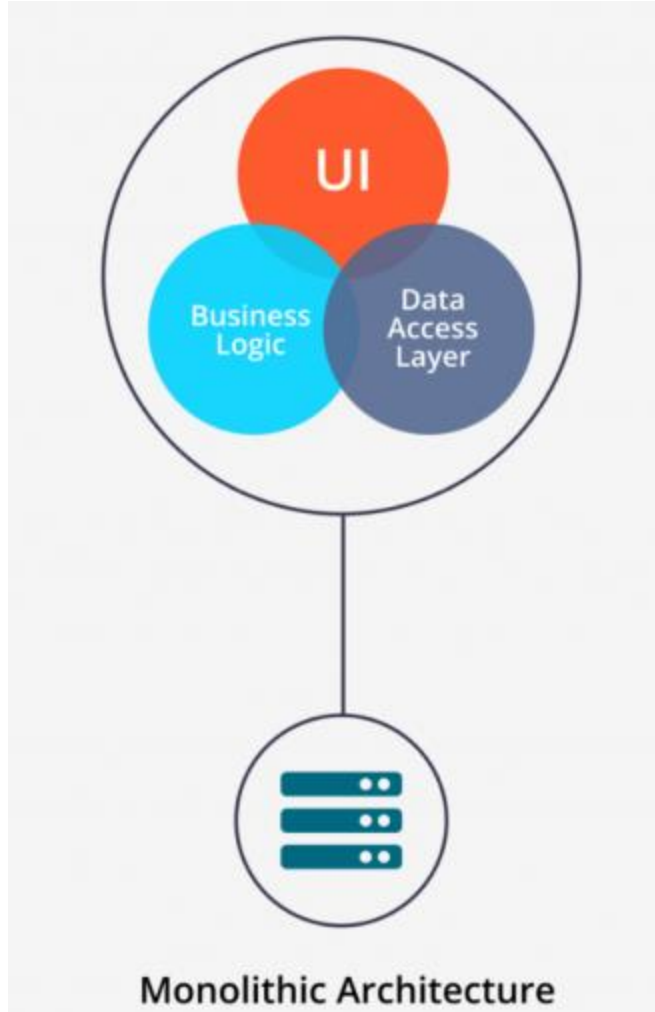 UI
Business
Logic
Data
Access
Layer
Monolithic Architecture